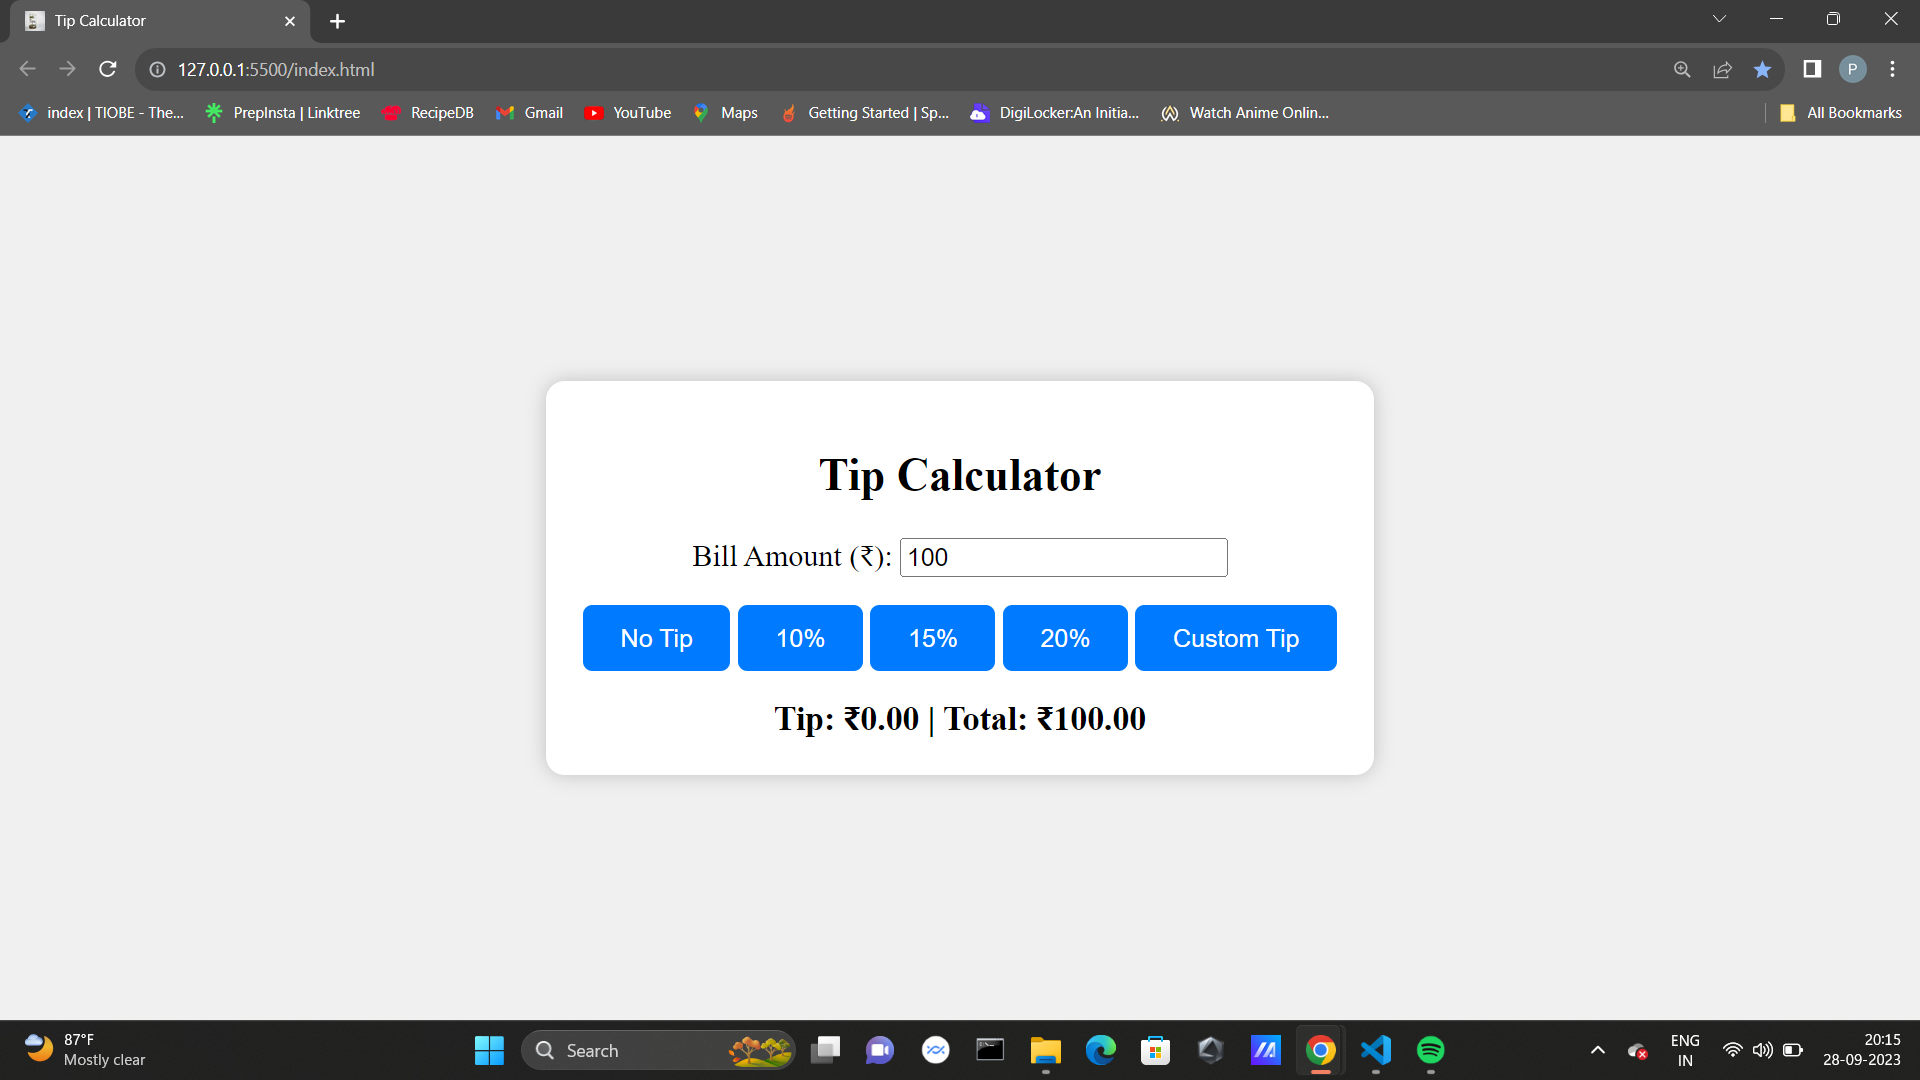 Tip Calculator
127.0.0.1:5500/index.html
P
index | TIOBE - The...
PrepInsta | Linktree
RecipeDB
Gmail
YouTube
Maps
Getting Started | Sp...
DigiLocker:An Initia...
Watch Anime Onlin...
All Bookmarks
Tip Calculator
Bill Amount (₹): 100
No Tip
10%
15%
20%
Custom Tip
Tip: ₹0.00 | Total: ₹100.00
87°F
Mostly clear
Search
ENG
IN
20:15
28-09-2023